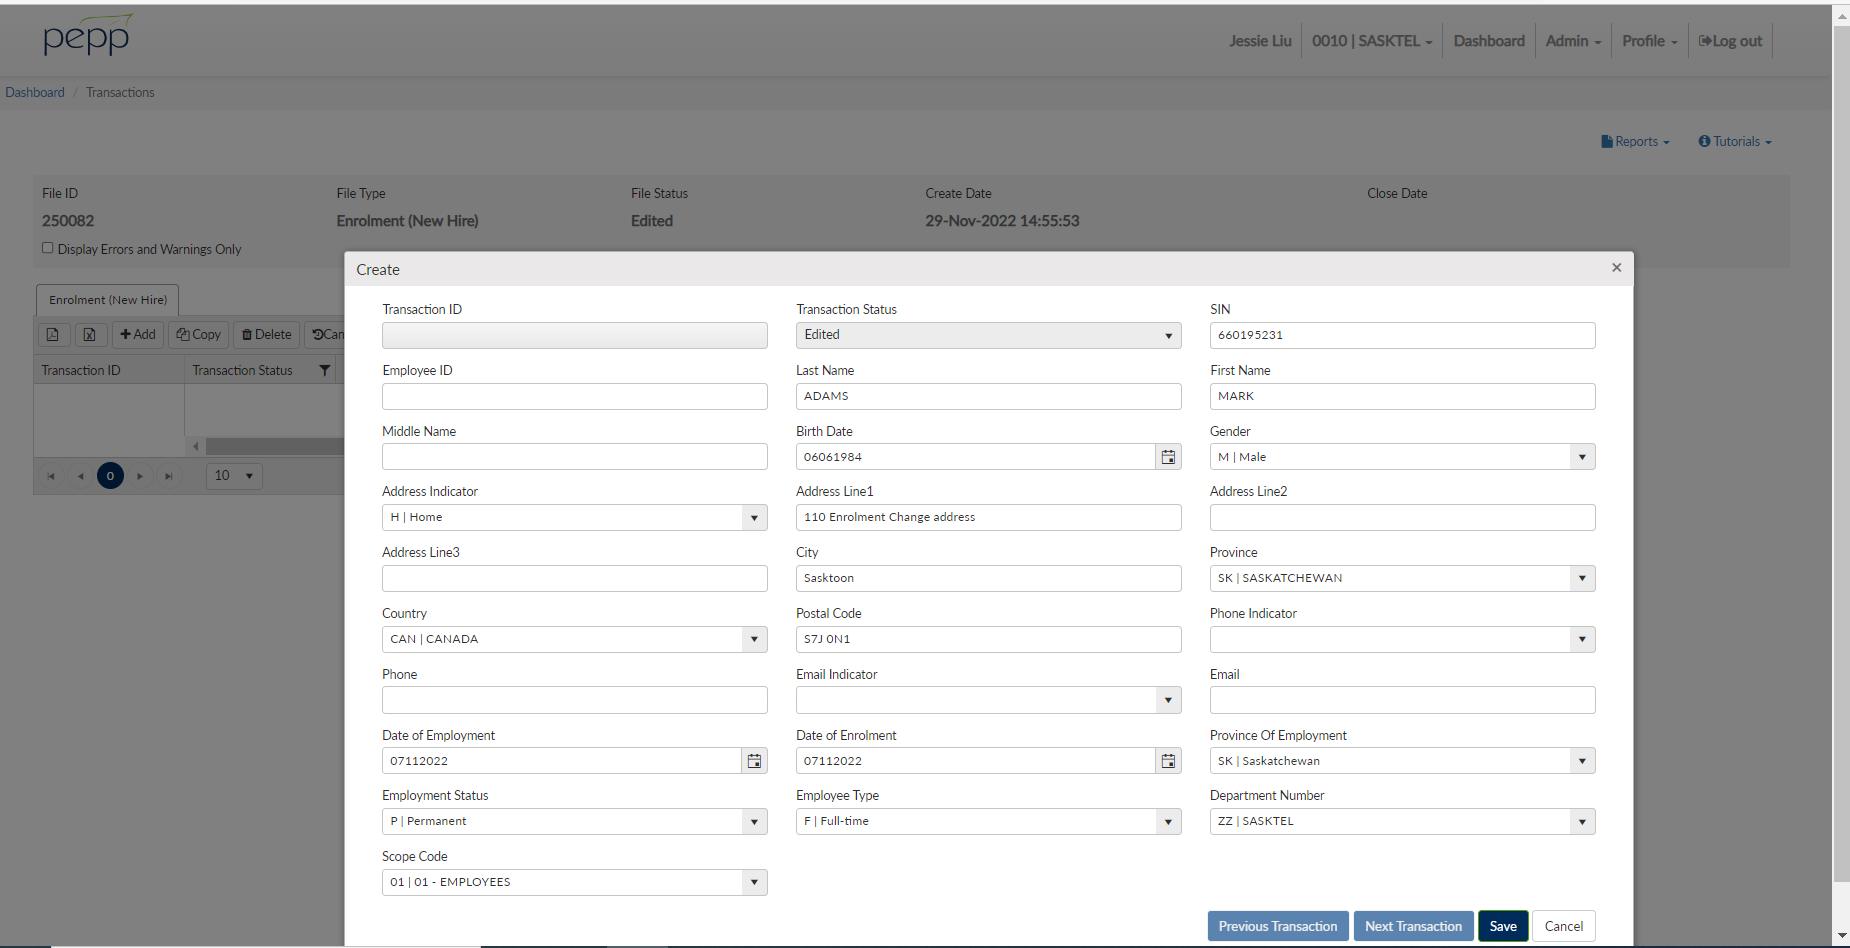 pepp
Jessie Liu
0010 | SASKTEL
Dashboard
Admin
Profile
Log out
Dashboard / Transactions
Reports
Tutorials
File ID
File Type
File Status
Create Date
Close Date
250082
Enrolment (New Hire)
Edited
29-Nov-2022 14:55:53
Display Errors and Warnings Only
Enrolment (New Hire)
Add
Copy
Delete
Can
Transaction ID
Transaction Status
0
10
Create
Transaction ID
Transaction Status
SIN
Edited
660195231
Employee ID
Last Name
First Name
ADAMS
MARK
Middle Name
Birth Date
Gender
06061984
M | Male
Address Indicator
Address Line1
Address Line2
H | Home
110 Enrolment Change address
Address Line3
City
Province
Sasktoon
SK | SASKATCHEWAN
Country
Postal Code
Phone Indicator
CAN | CANADA
S7J 0N1
Phone
Email Indicator
Email
Date of Employment
Date of Enrolment
Province Of Employment
07112022
07112022
SK | Saskatchewan
Employment Status
Employee Type
Department Number
P | Permanent
F | Full-time
ZZ | SASKTEL
Scope Code
01 | 01 - EMPLOYEES
Previous Transaction
Next Transaction
Save
Cancel